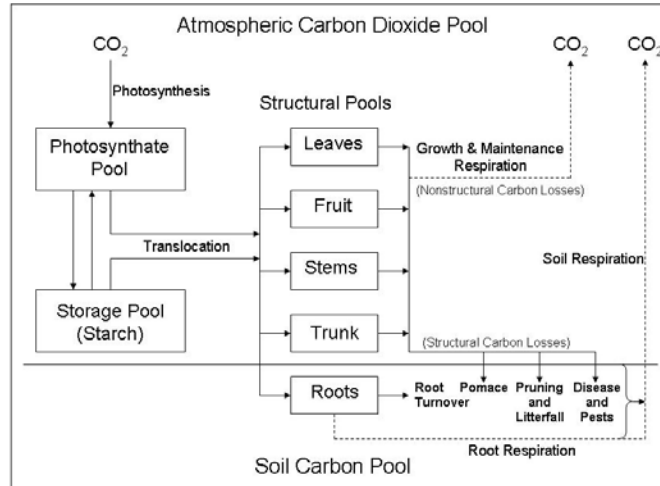 Atmospheric Carbon Dioxide Pool
CO2
CO2
CO2
Photosynthesis
Structural Pools
Photosynthate
Pool
Leaves
Growth & Maintenance
Respiration
(Nonstructural Carbon Losses)
Fruit
Translocation
Soil Respiration
Stems
Storage Pool
(Starch)
Trunk
(Structural Carbon Losses)
Roots
Root
Turnover
Pomace
Pruning
and
Litterfall
Disease
and
Pests
Root Respiration
Soil Carbon Pool